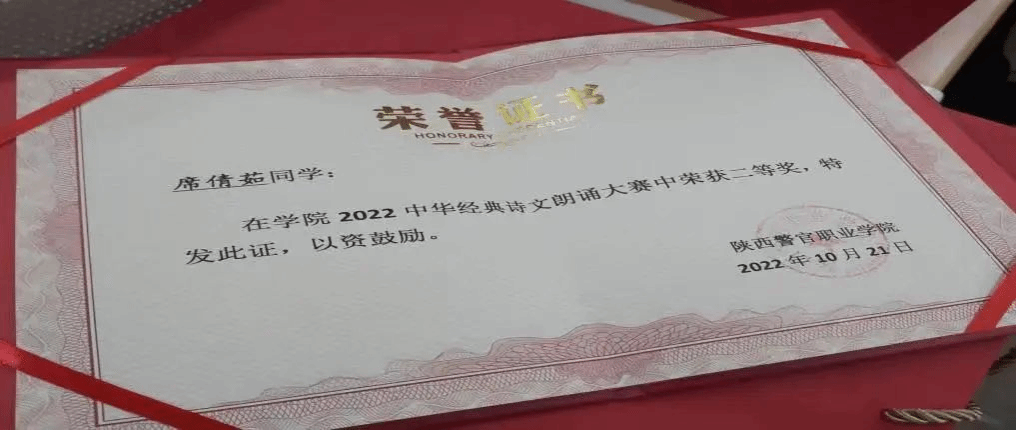 荣誉证书
HONORARY
席倩茹同学：
在学院 2022 中华经典诗文朗诵大赛中荣获二等奖，特
发此证，以资鼓励。
陕西警官职业学院
2022 年 10 月 21 日